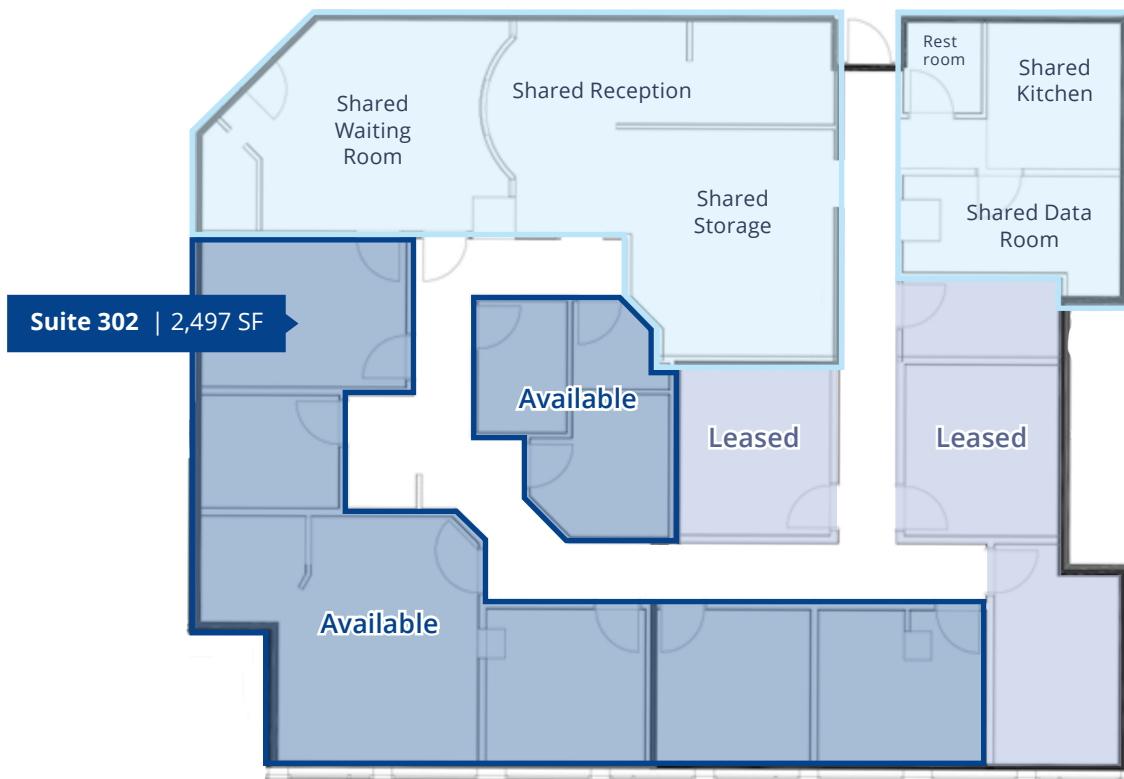 Rest
room
Shared
Kitchen
Shared Reception
Shared
Waiting
Room
Shared
Storage
Shared Data
Room
Suite 302 | 2,497 SF
Available
Leased
Leased
Available